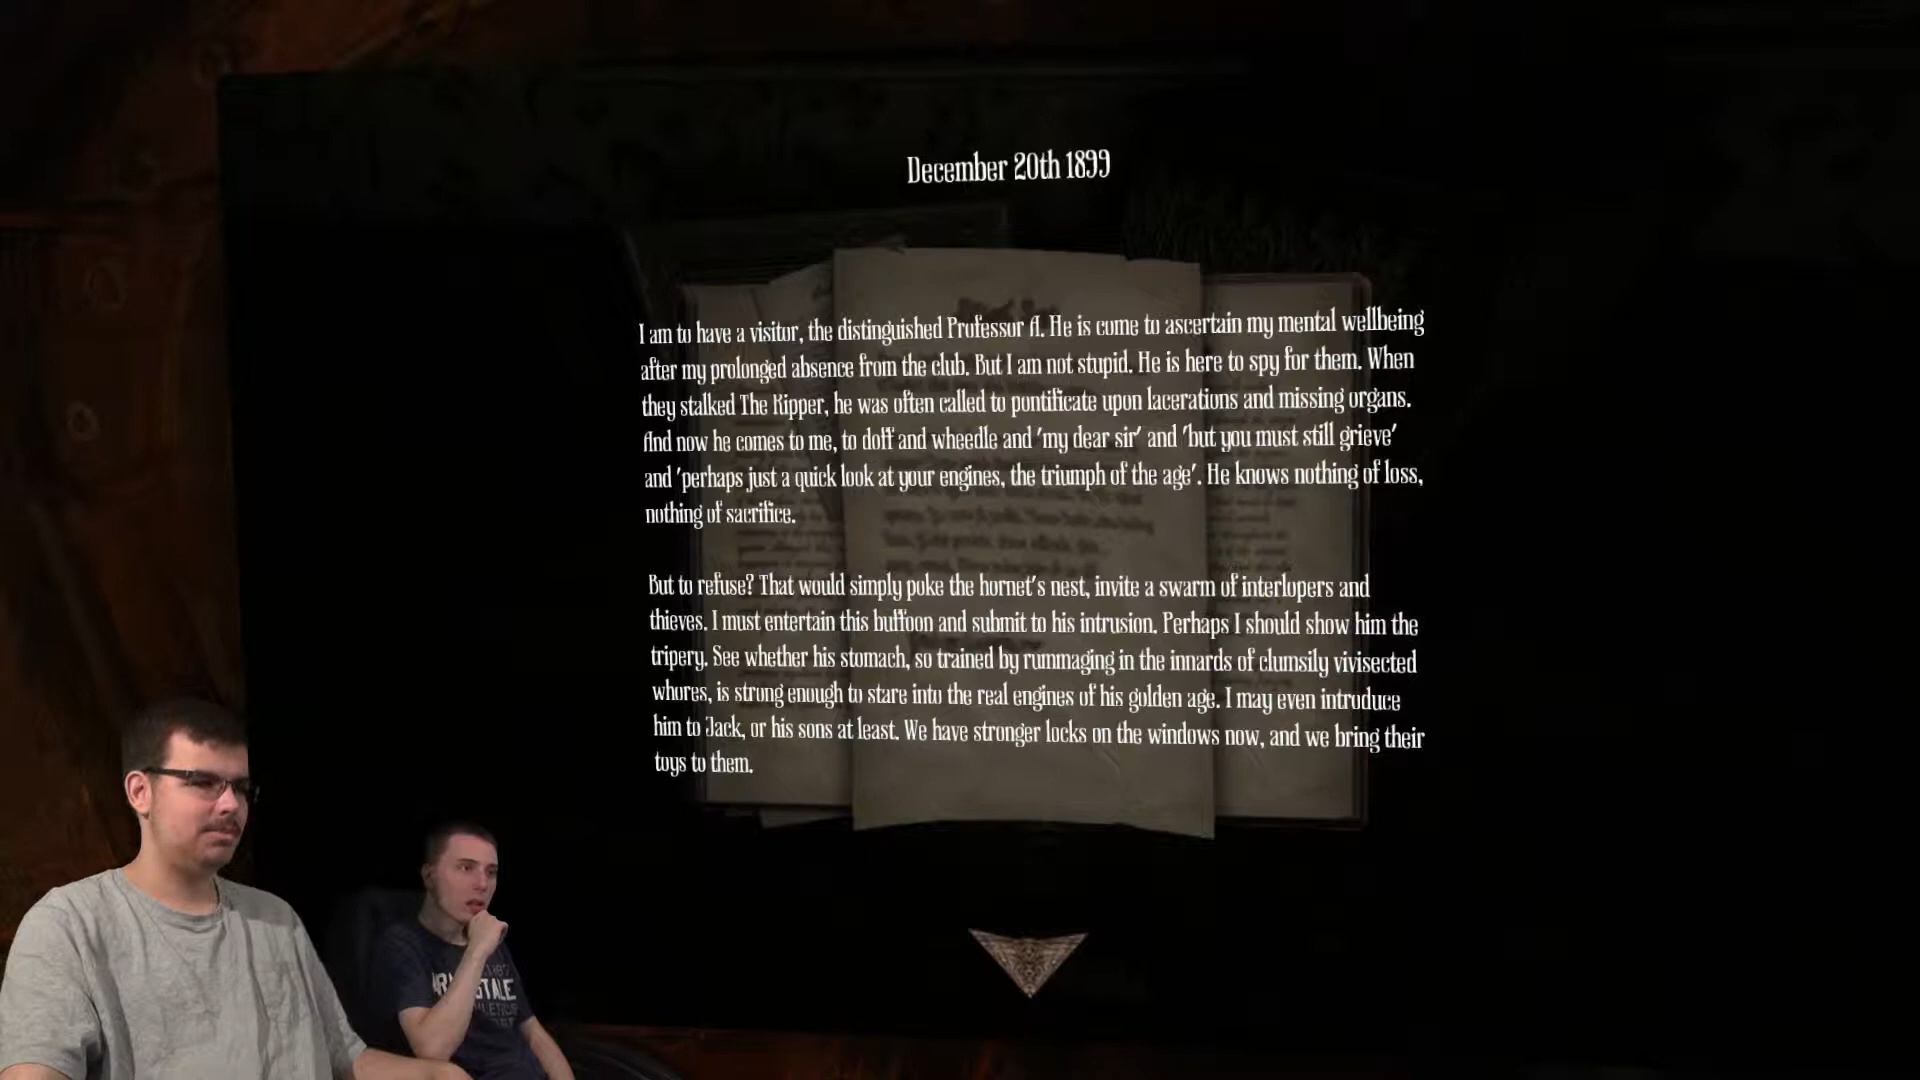 December 20th 1899
I am to have a visitor, the distinguished Professor A. He is come to ascertain my mental wellbeing
after my prolonged absence from the club. But I am not stupid. He is here to spy for them. When
they stalked The Ripper, he was often called to pontificate upon lacerations and missing organs.
And now he comes to me, to doff and wheedle and 'my dear sir' and 'but you must still grieve'
and 'perhaps just a quick look at your engines, the triumph of the age'. He knows nothing of loss,
nothing of sacrifice.
But to refuse? That would simply poke the hornet's nest, invite a swarm of interlopers and
thieves. I must entertain this buffoon and submit to his intrusion. Perhaps I should show him the
tripery. See whether his stomach, so trained by rummaging in the innards of clumsily vivisected
whores, is strong enough to stare into the real engines of his golden age. I may even introduce
him to Jack, or his sons at least. We have stronger locks on the windows now, and we bring their
toys to them.